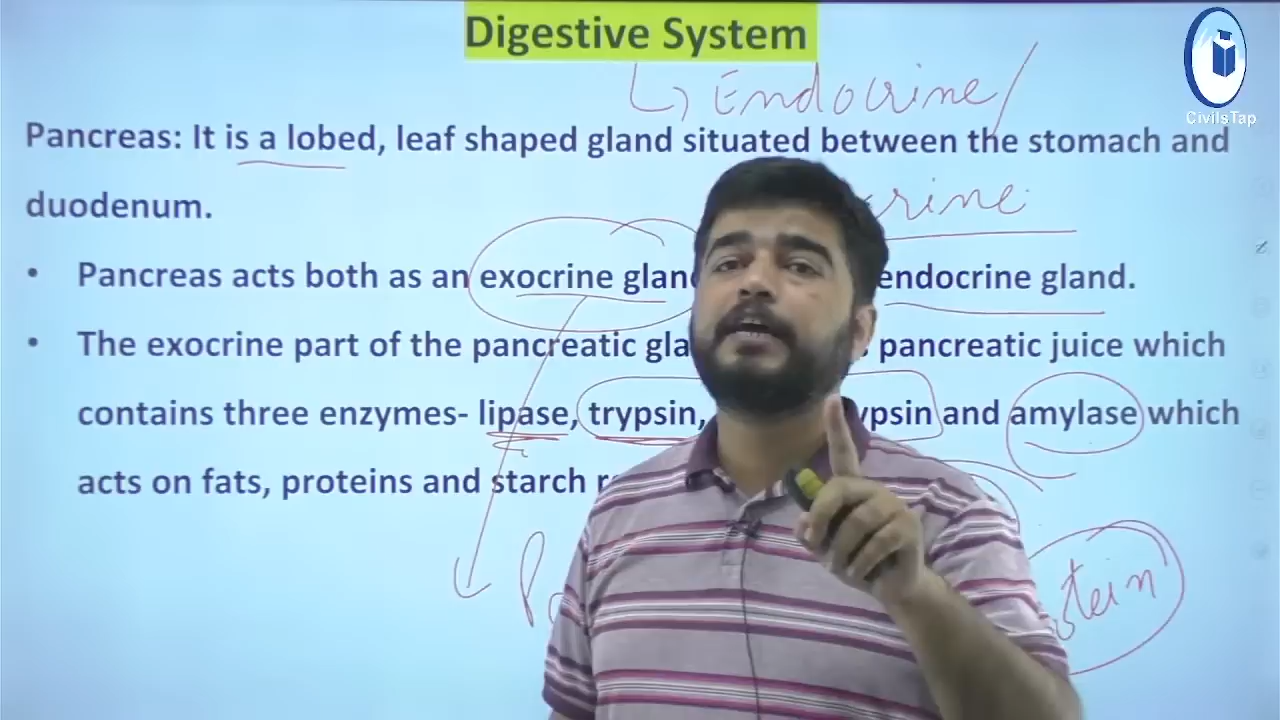 Digestive System
CivilsTap
Endocrine/
Pancreas: It is a lobed, leaf shaped gland situated between the stomach and
duodenum.
crine
• Pancreas acts both as an exocrine gland endocrine gland.
• The exocrine part of the pancreatic gla pancreatic juice which
contains three enzymes- lipase, trypsin, ypsin and amylase which
acts on fats, proteins and starch r
P
tein